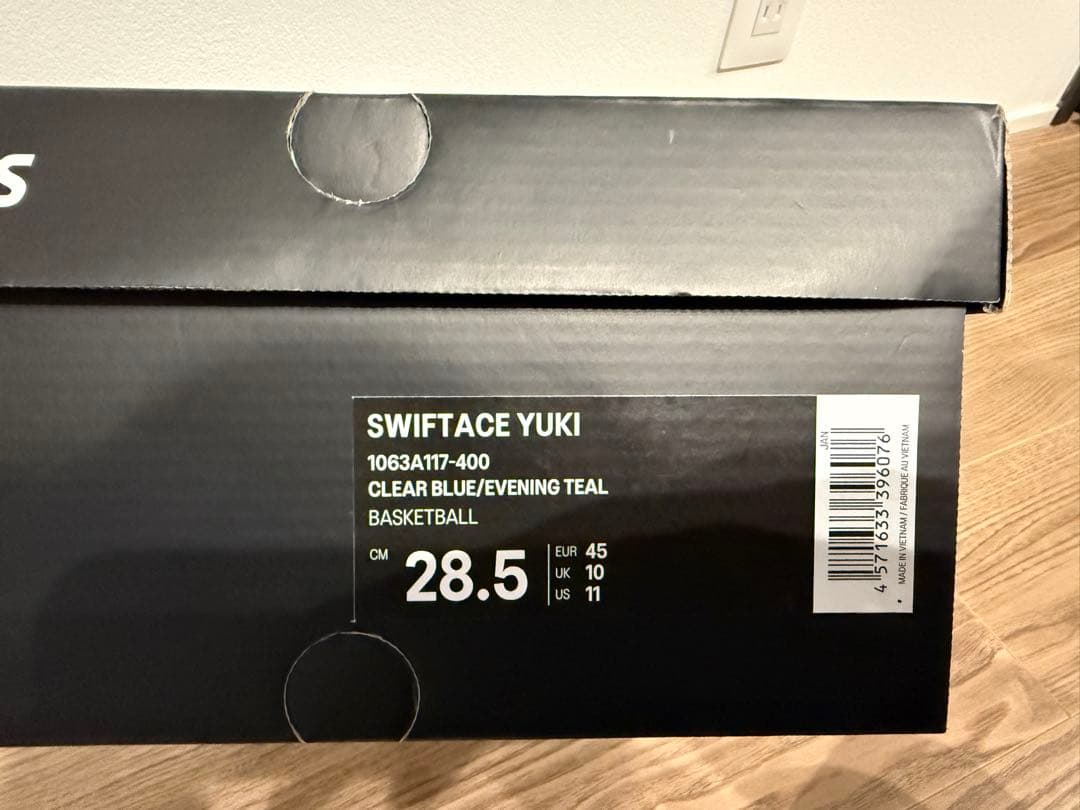 s
SWIFTACE YUKI
1063A117-400
CLEAR BLUE/EVENING TEAL
BASKETBALL
CM 28.5
EUR 45
UK 10
US 11
JAN
4 571633 396076
MADE IN VIETNAM / FABRIQUE AU VIETNAM